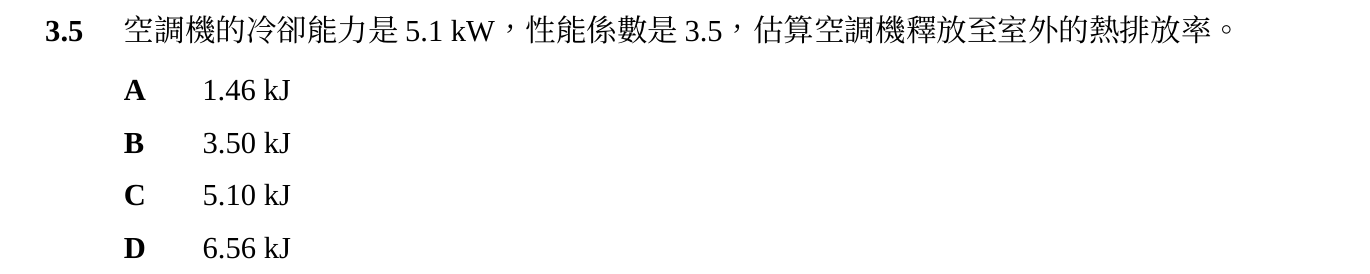 3.5 空調機的冷卻能力是 5.1 kW，性能係數是 3.5，估算空調機釋放至室外的熱排放率。
A 1.46 kJ
B 3.50 kJ
C 5.10 kJ
D 6.56 kJ